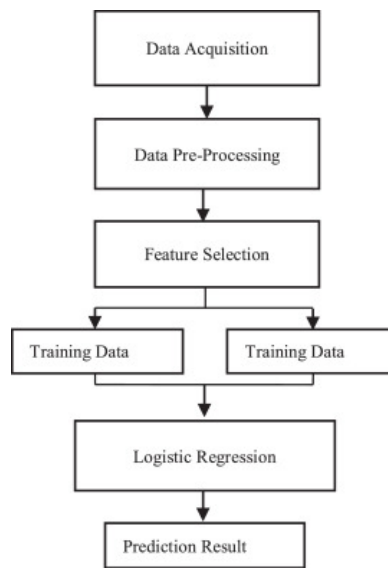 Data Acquisition
Data Pre-Processing
Feature Selection
Training Data
Training Data
Logistic Regression
Prediction Result